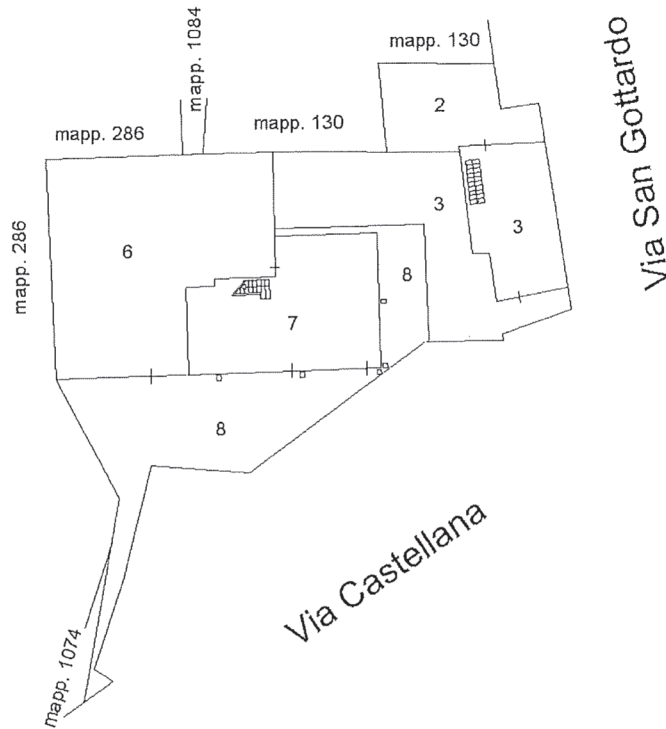 mapp. 1084
mapp. 130
mapp. 286
mapp. 130
2
Via San Gottardo
mapp. 286
6
3
3
8
7
8
Via Castellana
mapp. 1074